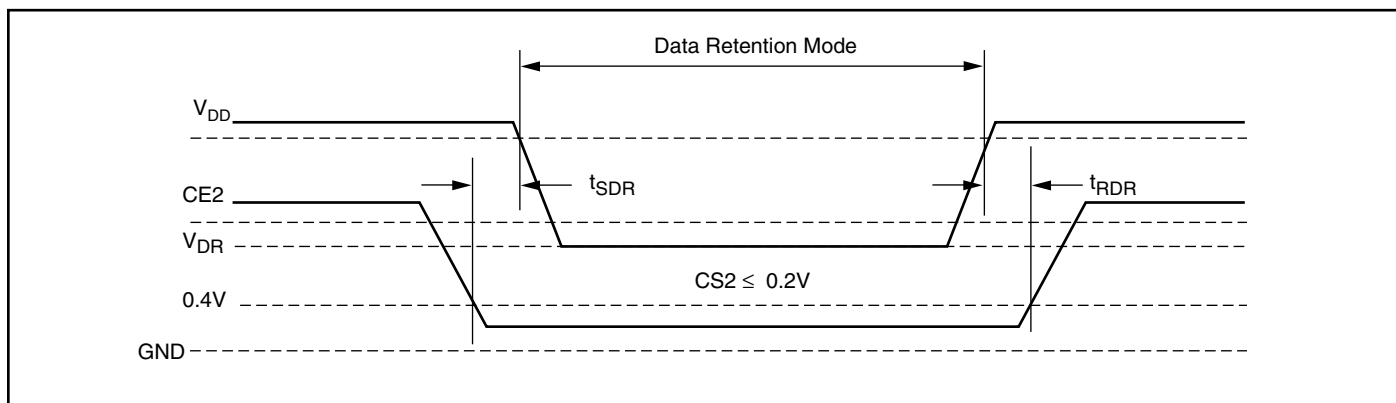 Data Retention Mode
VDD
tSDR
tRDR
CE2
VDR
CS2 ≤ 0.2V
0.4V
GND